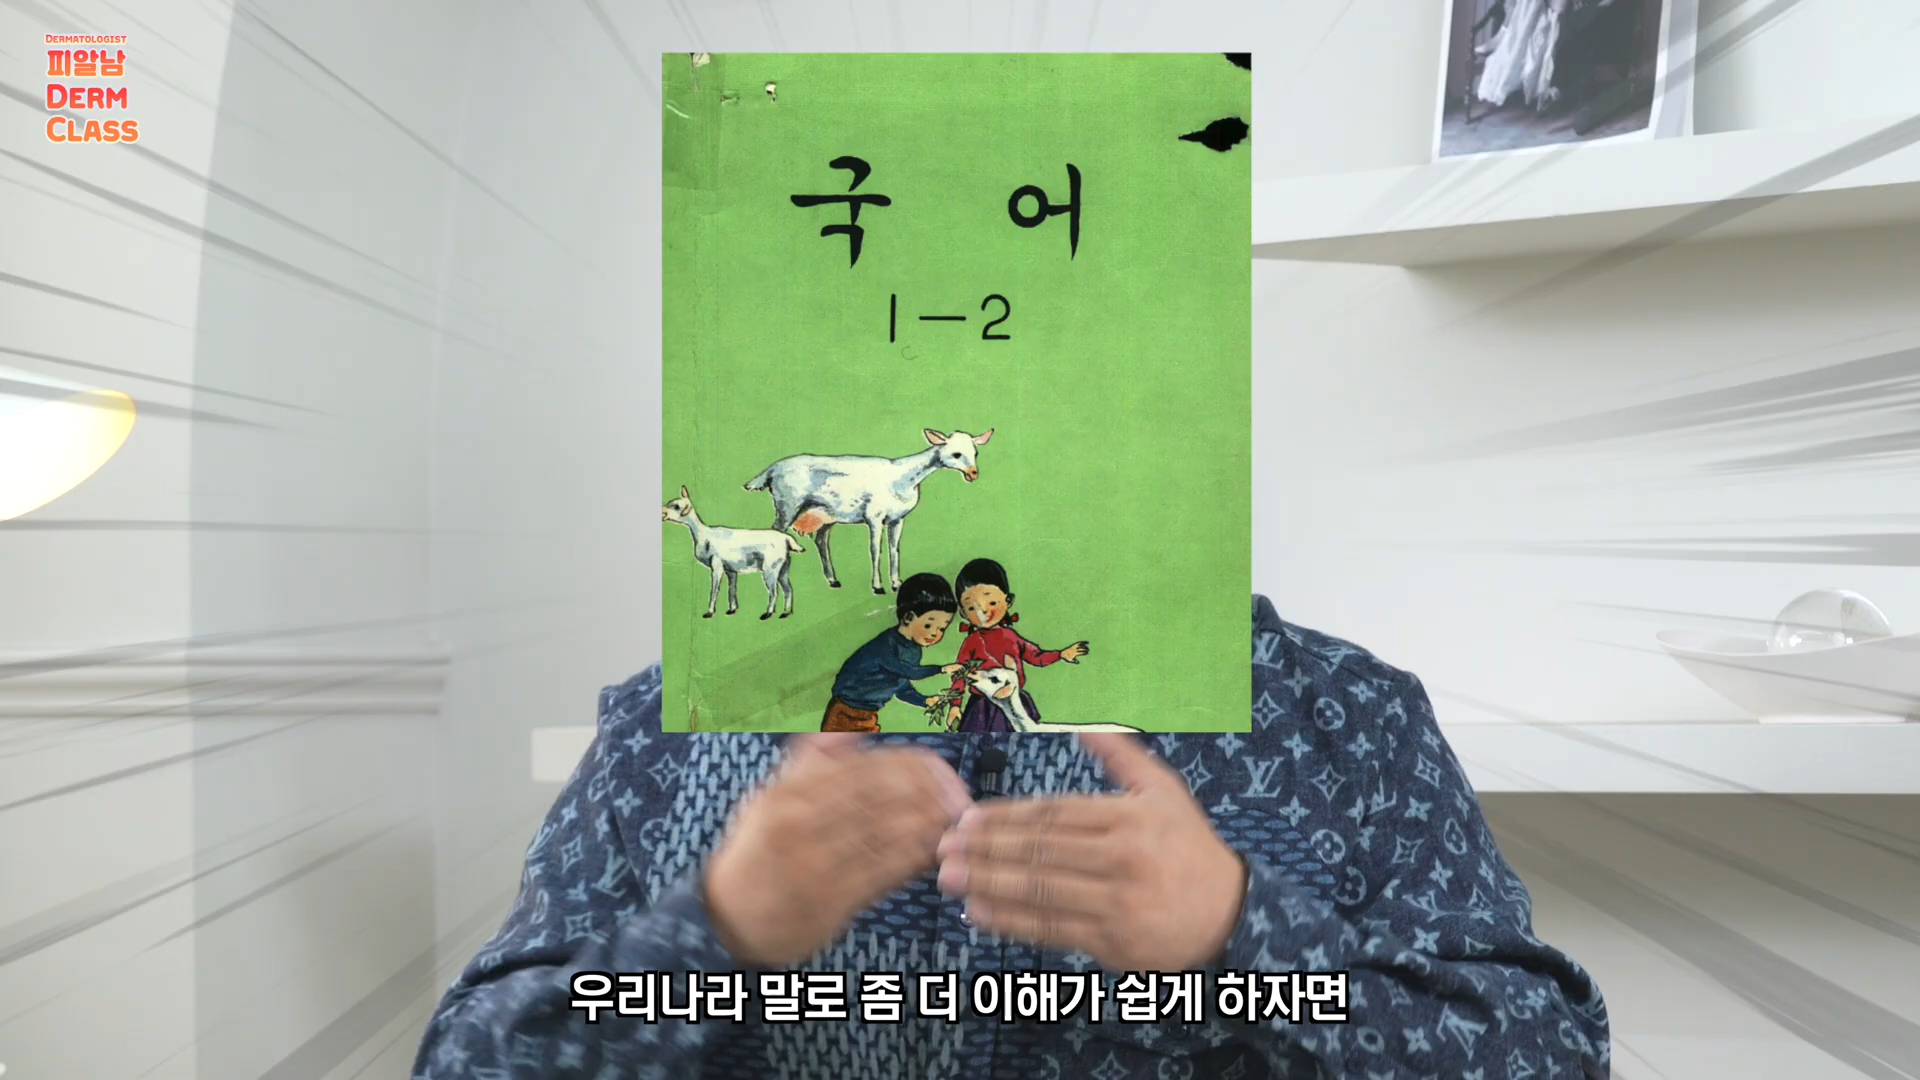 DERMATOLOGIST
피알남
DERM
CLASS
국 어
1-2
우리나라 말로 좀 더 이해가 쉽게 하자면